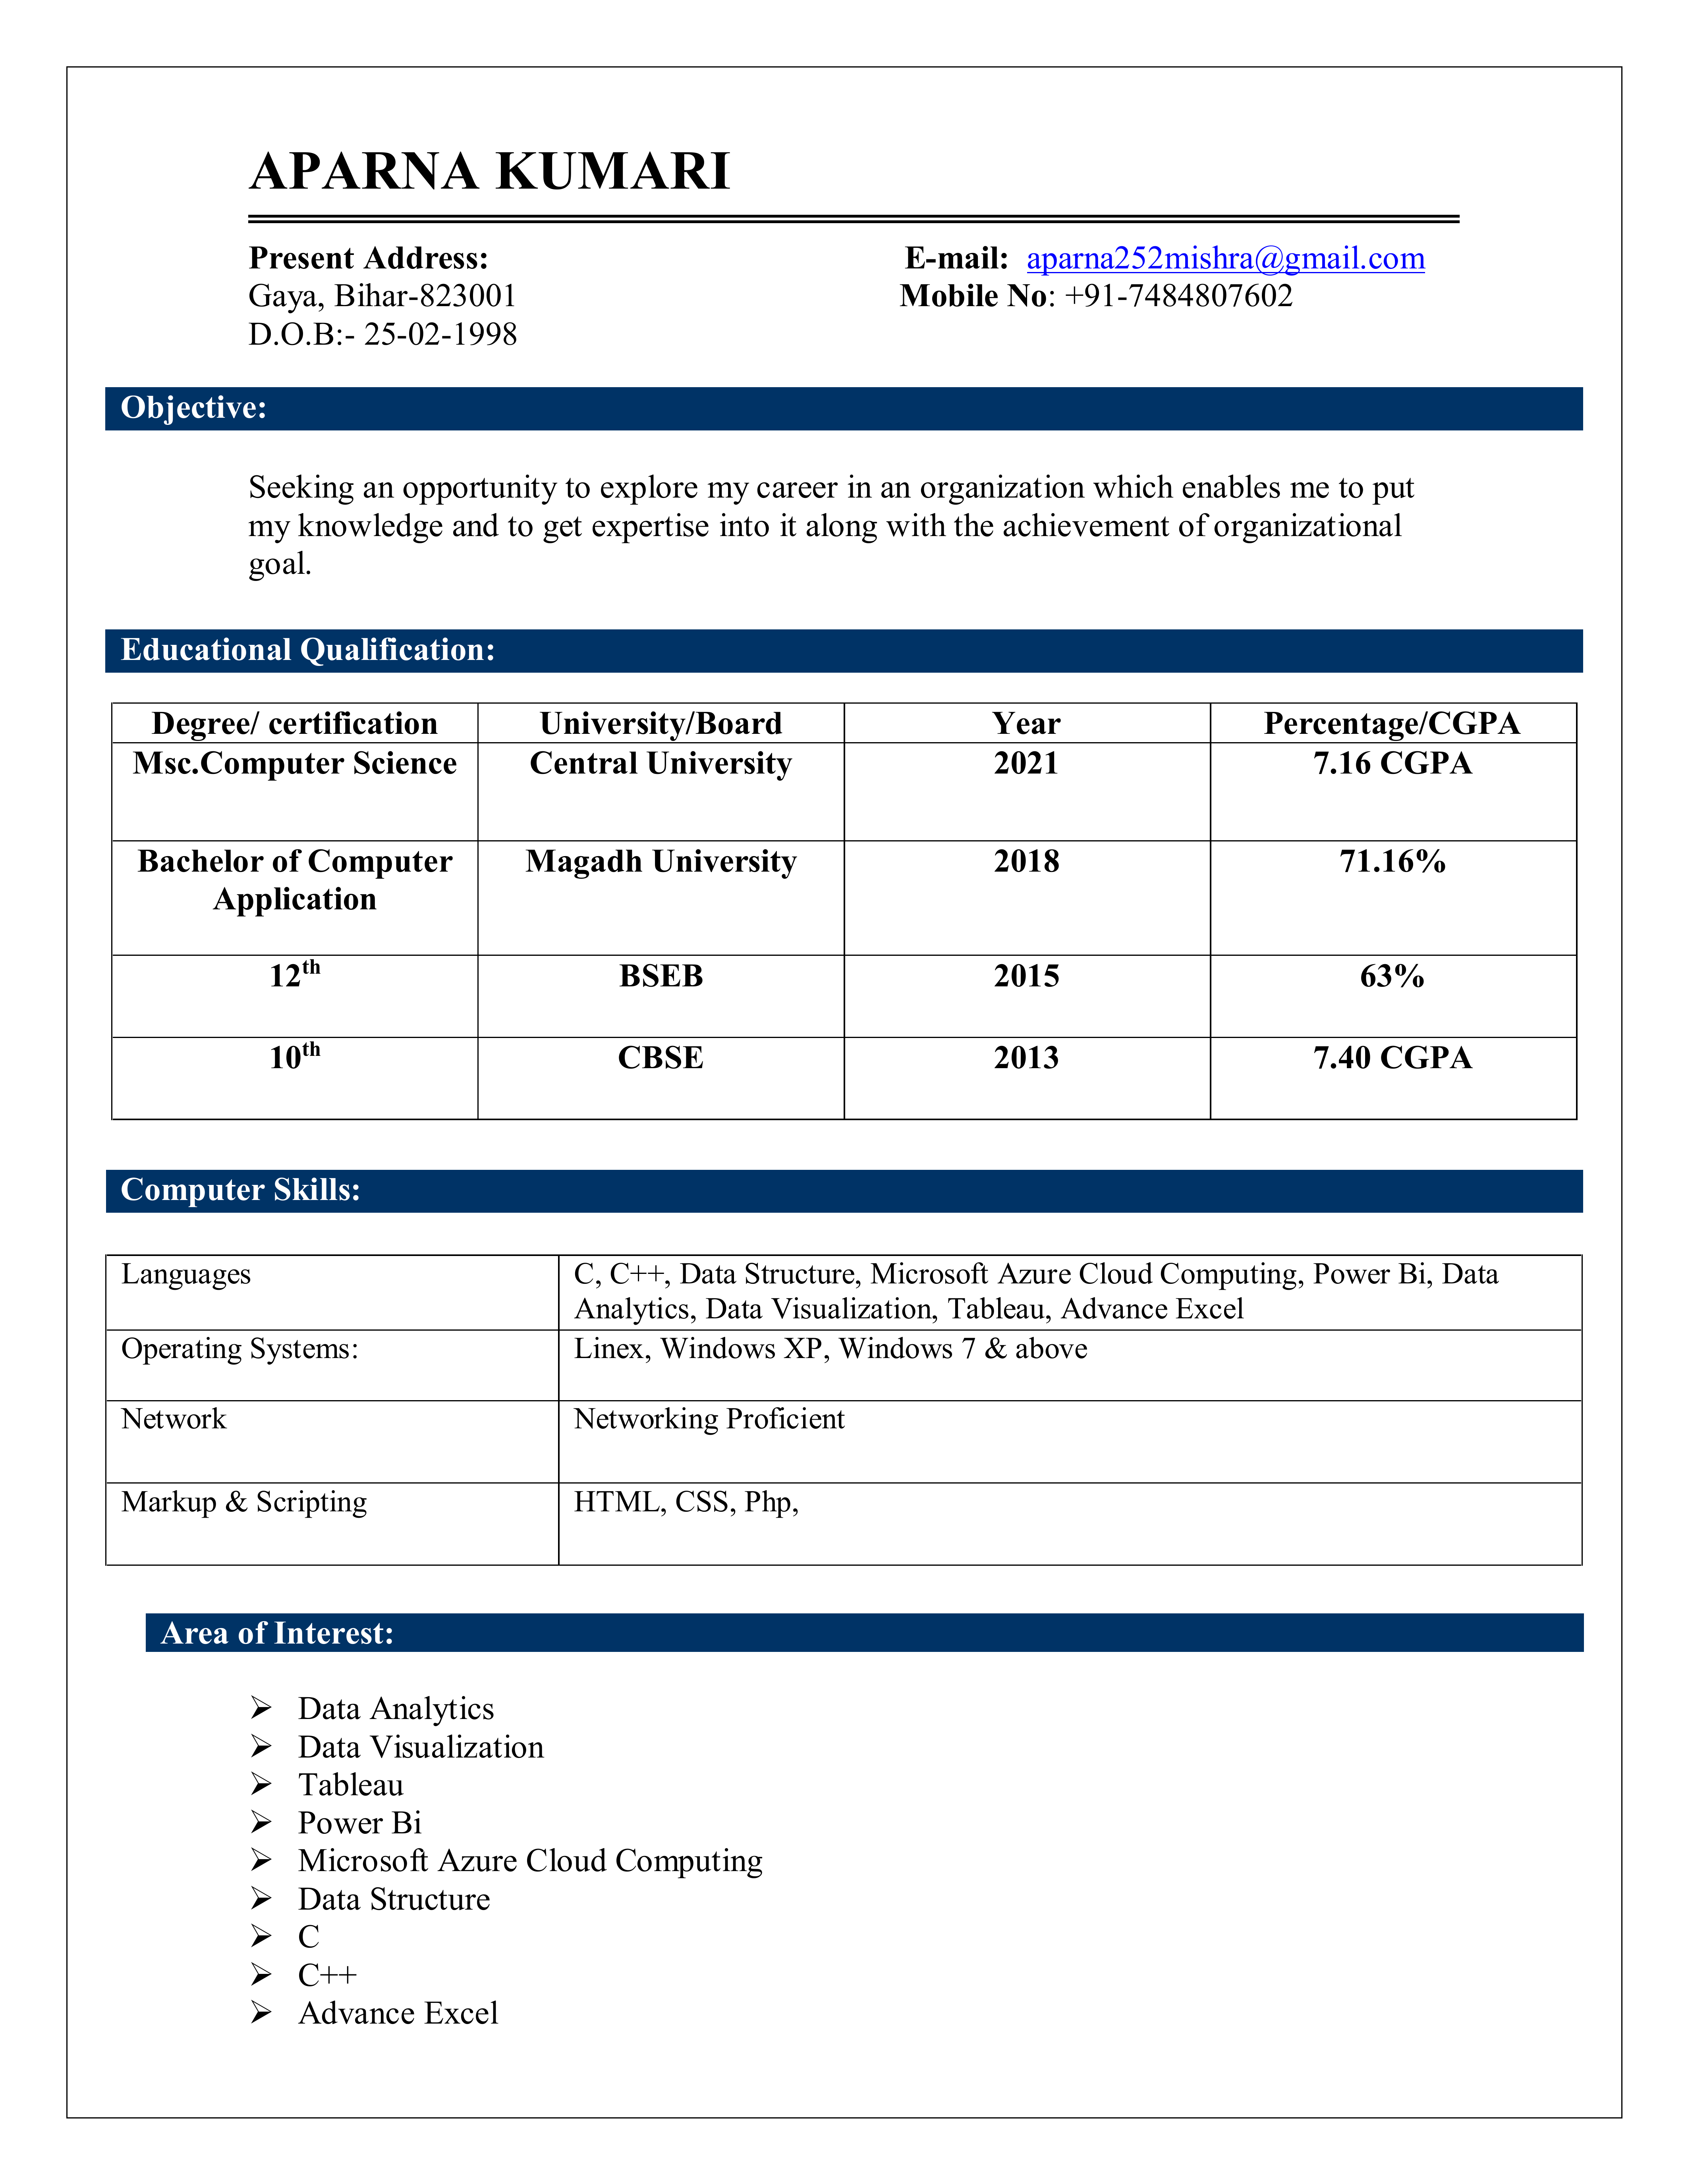 APARNA KUMARI
Present Address: E-mail: aparna252mishra@gmail.com
Gaya, Bihar-823001 Mobile No: +91-7484807602
D.O.B:- 25-02-1998
Objective:
Seeking an opportunity to explore my career in an organization which enables me to put
my knowledge and to get expertise into it along with the achievement of organizational
goal.
Educational Qualification:
Degree/ certification University/Board Year Percentage/CGPA
Msc.Computer Science Central University 2021 7.16 CGPA
Bachelor of Computer Magadh University 2018 71.16%
Application
12th BSEB 2015 63%
10th CBSE 2013 7.40 CGPA
Computer Skills:
Languages C, C++, Data Structure, Microsoft Azure Cloud Computing, Power Bi, Data
Analytics, Data Visualization, Tableau, Advance Excel
Operating Systems: Linex, Windows XP, Windows 7 & above
Network Networking Proficient
Markup & Scripting HTML, CSS, Php,
Area of Interest:
➢ Data Analytics
➢ Data Visualization
➢ Tableau
➢ Power Bi
➢ Microsoft Azure Cloud Computing
➢ Data Structure
➢ C
➢ C++
➢ Advance Excel